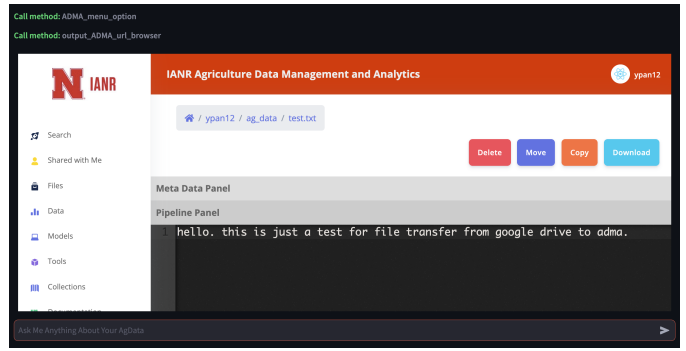 Call method: ADMA_menu_option
Call method: output_ADMA_url_browser
N IANR
IANR Agriculture Data Management and Analytics
ypan12
/ ypan12 / ag_data / test.txt
Search
Shared with Me
Files
Data
Models
Tools
Collections
Delete Move Copy Download
Meta Data Panel
Pipeline Panel
1 hello. this is just a test for file transfer from google drive to adma.
Ask Me Anything About Your AgData